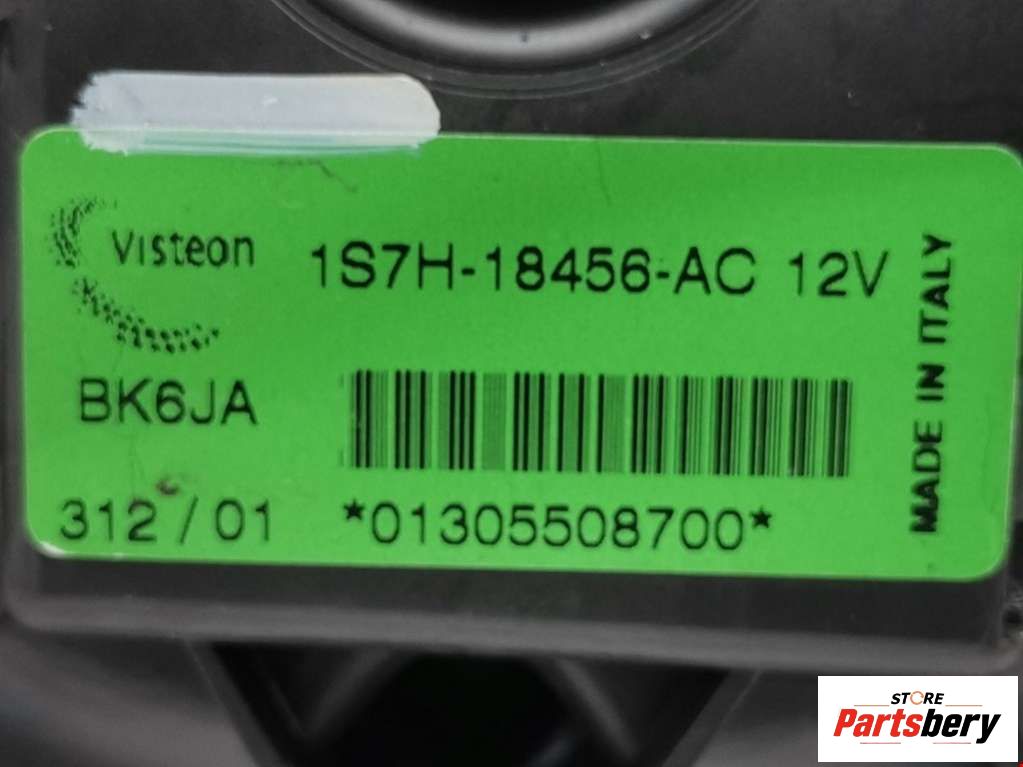 Visteon
1S7H-18456-AC 12V
BK6JA
312 / 01
*01305508700*
MADE IN ITALY
STORE
Partsbery